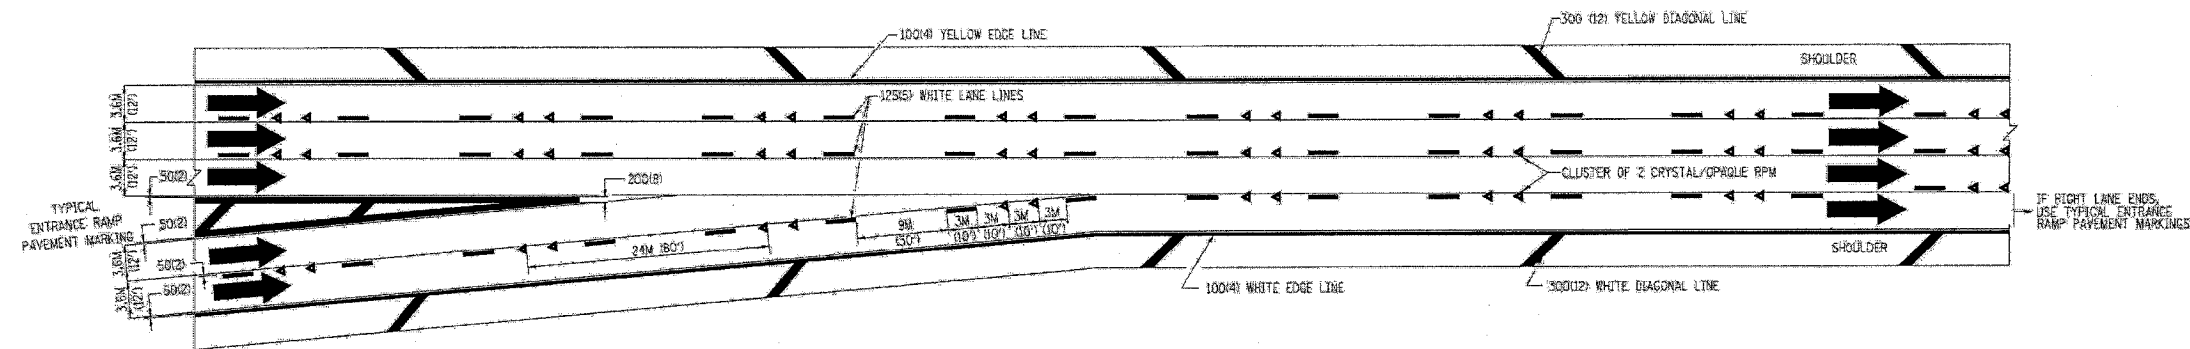 300 (12) YELLOW DIAGONAL LINE
100(4) YELLOW EDGE LINE
SHOULDER
3.6M
(12')
125(5) WHITE LANE LINES
3.6M
(12')
3.6M
(12')
50(2)
200(8)
CLUSTER OF 2 CRYSTAL/OPAQUE RPM
TYPICAL
ENTRANCE RAMP
PAVEMENT MARKING
50(2)
IF RIGHT LANE ENDS,
USE TYPICAL ENTRANCE
RAMP PAVEMENT MARKINGS
9M
(30')
3M
3M
3M
3M
(10')
(10')
(10')
(10')
24M (80')
SHOULDER
3.6M
(12')
50(2)
3.6M
(12')
50(2)
100(4) WHITE EDGE LINE
300(12) WHITE DIAGONAL LINE